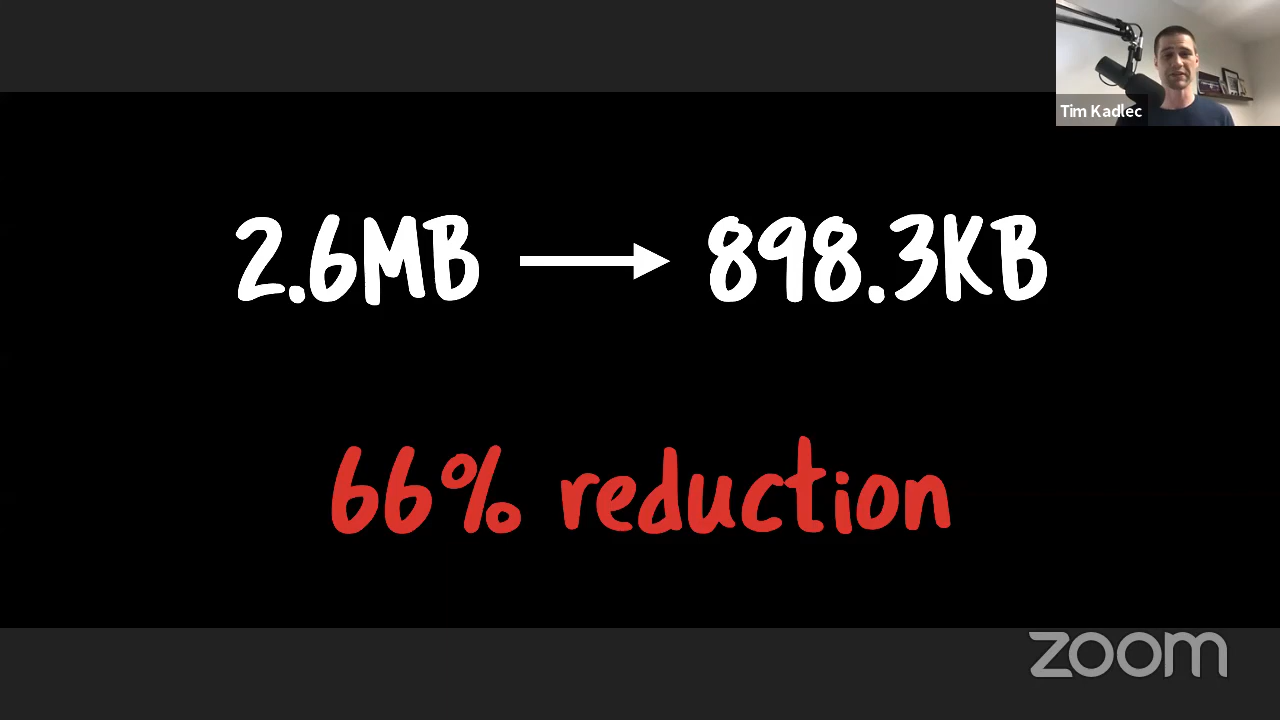 Tim Kadlec
2.6MB → 898.3KB
66% reduction
zoom